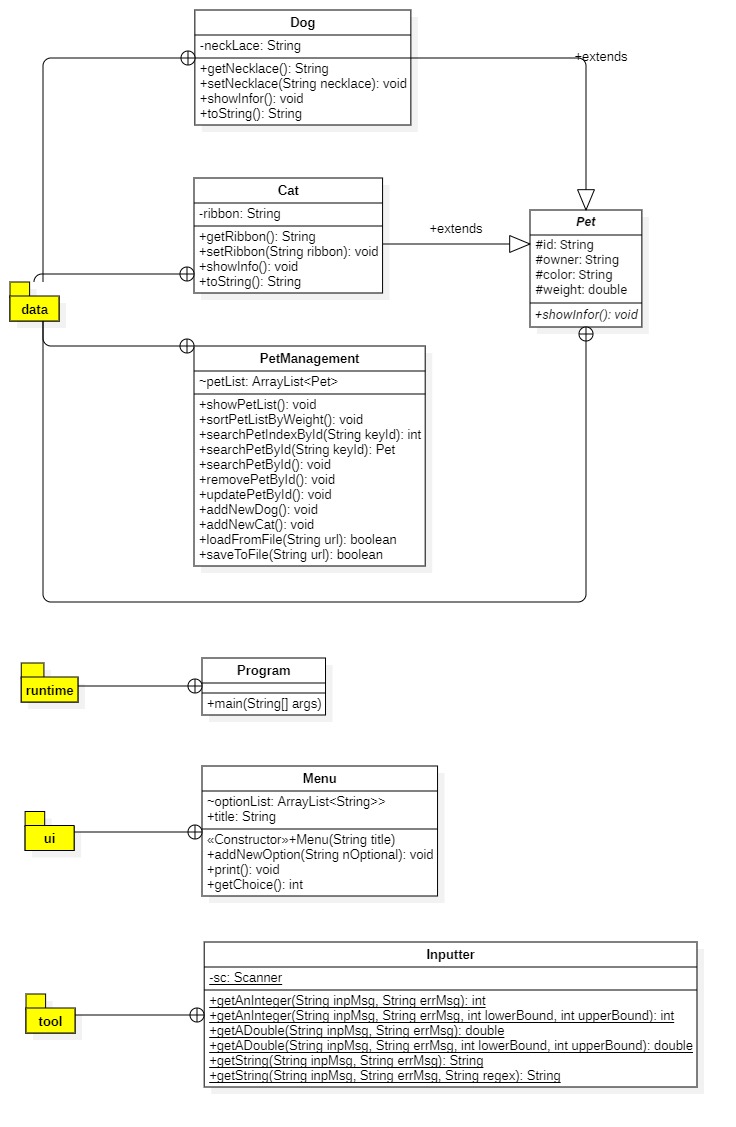 Dog
-neckLace: String
+getNecklace(): String
+setNecklace(String necklace): void
+showInfor(): void
+toString(): String
+extends
Cat
-ribbon: String
+getRibbon(): String
+setRibbon(String ribbon): void
+showInfo(): void
+toString(): String
+extends
Pet
#id: String
#owner: String
#color: String
#weight: double
+showInfor(): void
data
PetManagement
~petList: ArrayList<Pet>
+showPetList(): void
+sortPetListByWeight(): void
+searchPetIndexById(String keyId): int
+searchPetById(String keyId): Pet
+searchPetById(): void
+removePetById(): void
+updatePetById(): void
+addNewDog(): void
+addNewCat(): void
+loadFromFile(String url): boolean
+saveToFile(String url): boolean
runtime
Program
+main(String[] args)
ui
Menu
~optionList: ArrayList<String>>
+title: String
«Constructor»+Menu(String title)
+addNewOption(String nOptional): void
+print(): void
+getChoice(): int
tool
Inputter
-sc: Scanner
+getAnInteger(String inpMsg, String errMsg): int
+getAnInteger(String inpMsg, String errMsg, int lowerBound, int upperBound): int
+getADouble(String inpMsg, String errMsg): double
+getADouble(String inpMsg, String errMsg, int lowerBound, int upperBound): double
+getString(String inpMsg, String errMsg): String
+getString(String inpMsg, String errMsg, String regex): String